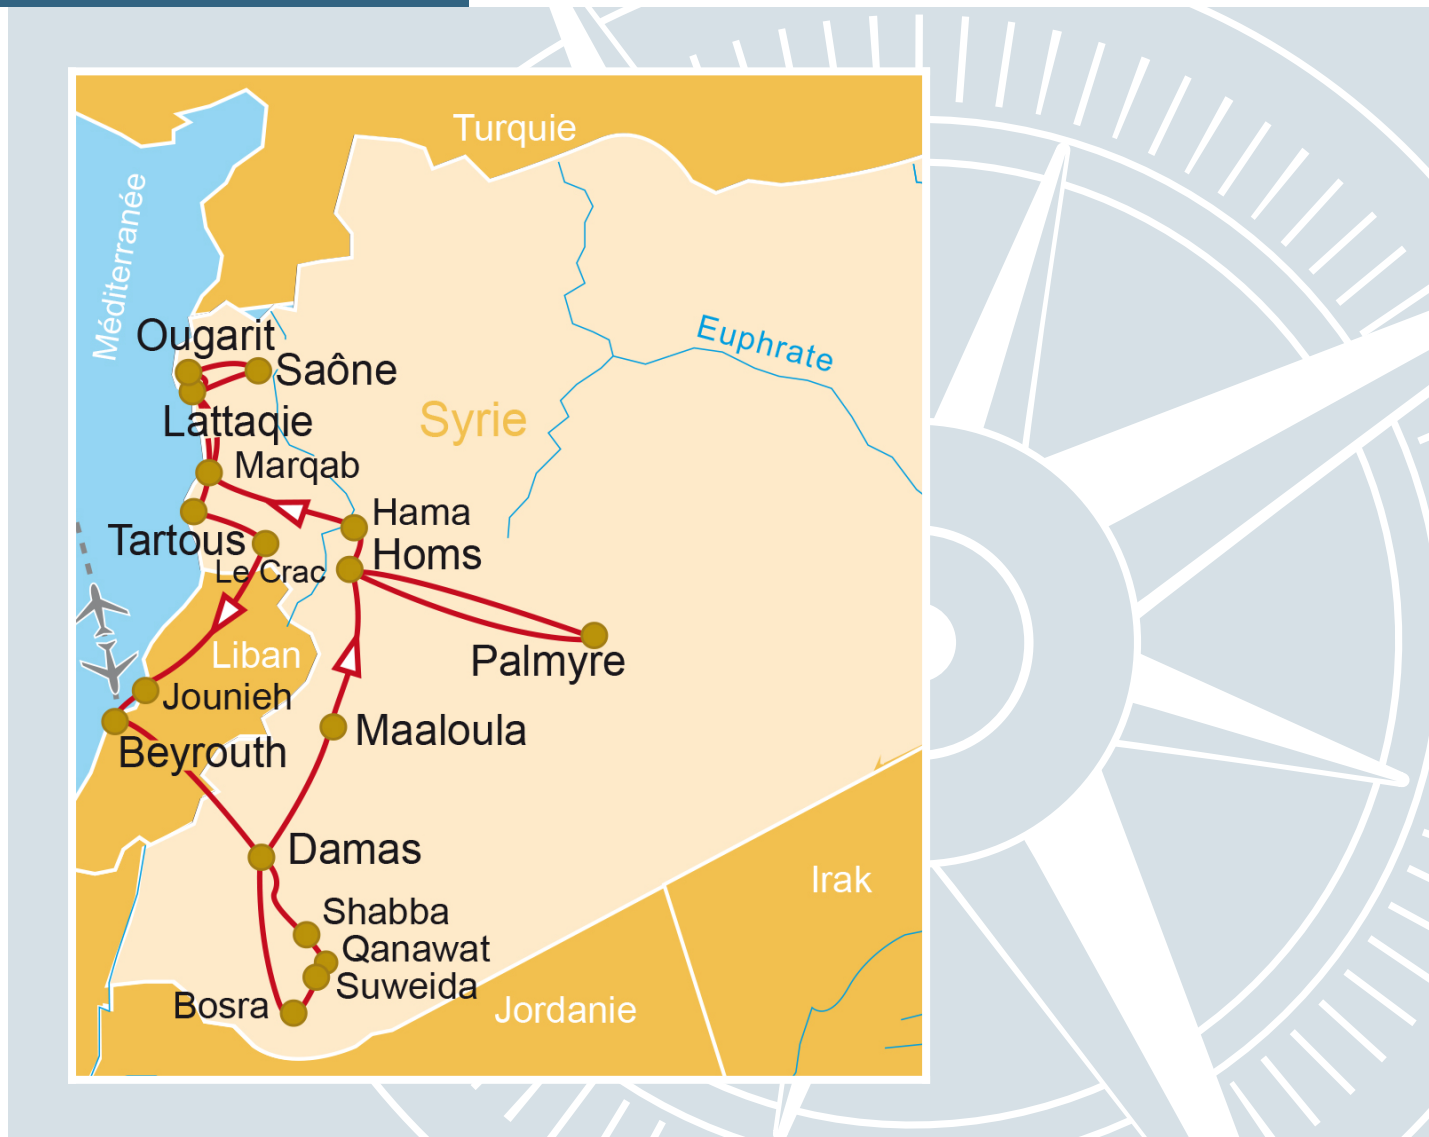 Turquie
Méditerranée
Ougarit
Euphrate
Saône
Syrie
Lattaqie
Marqab
Hama
Tartous
Homs
Le Crac
Liban
Palmyre
Jounieh
Maaloula
Beyrouth
Damas
Irak
Shabba
Qanawat
Suweida
Bosra
Jordanie